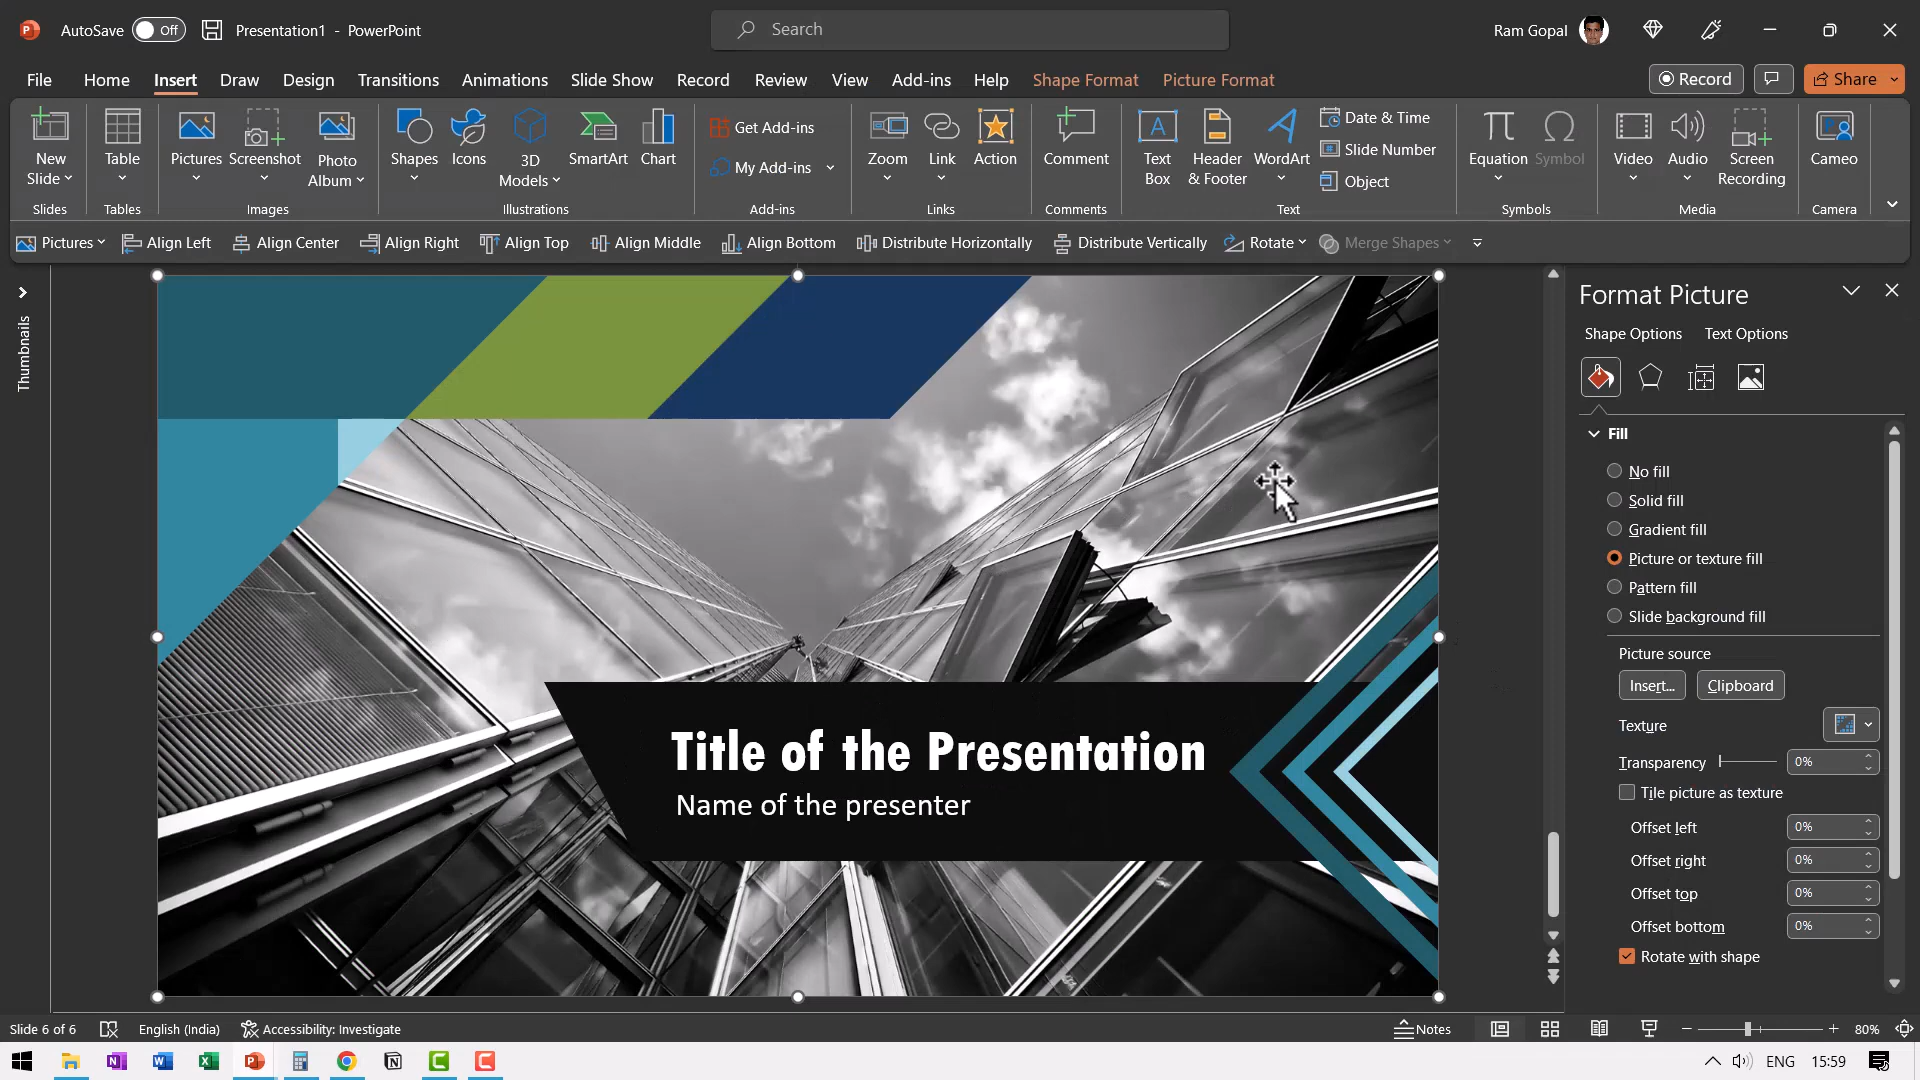 AutoSave Off Presentation1 - PowerPoint Search Ram Gopal
File Home Insert Draw Design Transitions Animations Slide Show Record Review View Add-ins Help Shape Format Picture Format Record Share
New Slide Table Pictures Screenshot Photo Album Shapes Icons 3D Models SmartArt Chart Get Add-ins My Add-ins Zoom Link Action Comment Text Box Header & Footer WordArt Date & Time Slide Number Object Equation Symbol Video Audio Screen Recording Cameo
Slides Tables Images Illustrations Add-ins Links Comments Text Symbols Media Camera
Pictures Align Left Align Center Align Right Align Top Align Middle Align Bottom Distribute Horizontally Distribute Vertically Rotate Merge Shapes
Thumbnails
Title of the Presentation
Name of the presenter
Format Picture
Shape Options Text Options
Fill
No fill
Solid fill
Gradient fill
Picture or texture fill
Pattern fill
Slide background fill
Picture source
Insert... Clipboard
Texture
Transparency 0%
Tile picture as texture
Offset left 0%
Offset right 0%
Offset top 0%
Offset bottom 0%
Rotate with shape
Slide 6 of 6 English (India) Accessibility: Investigate Notes 80%
ENG 15:59